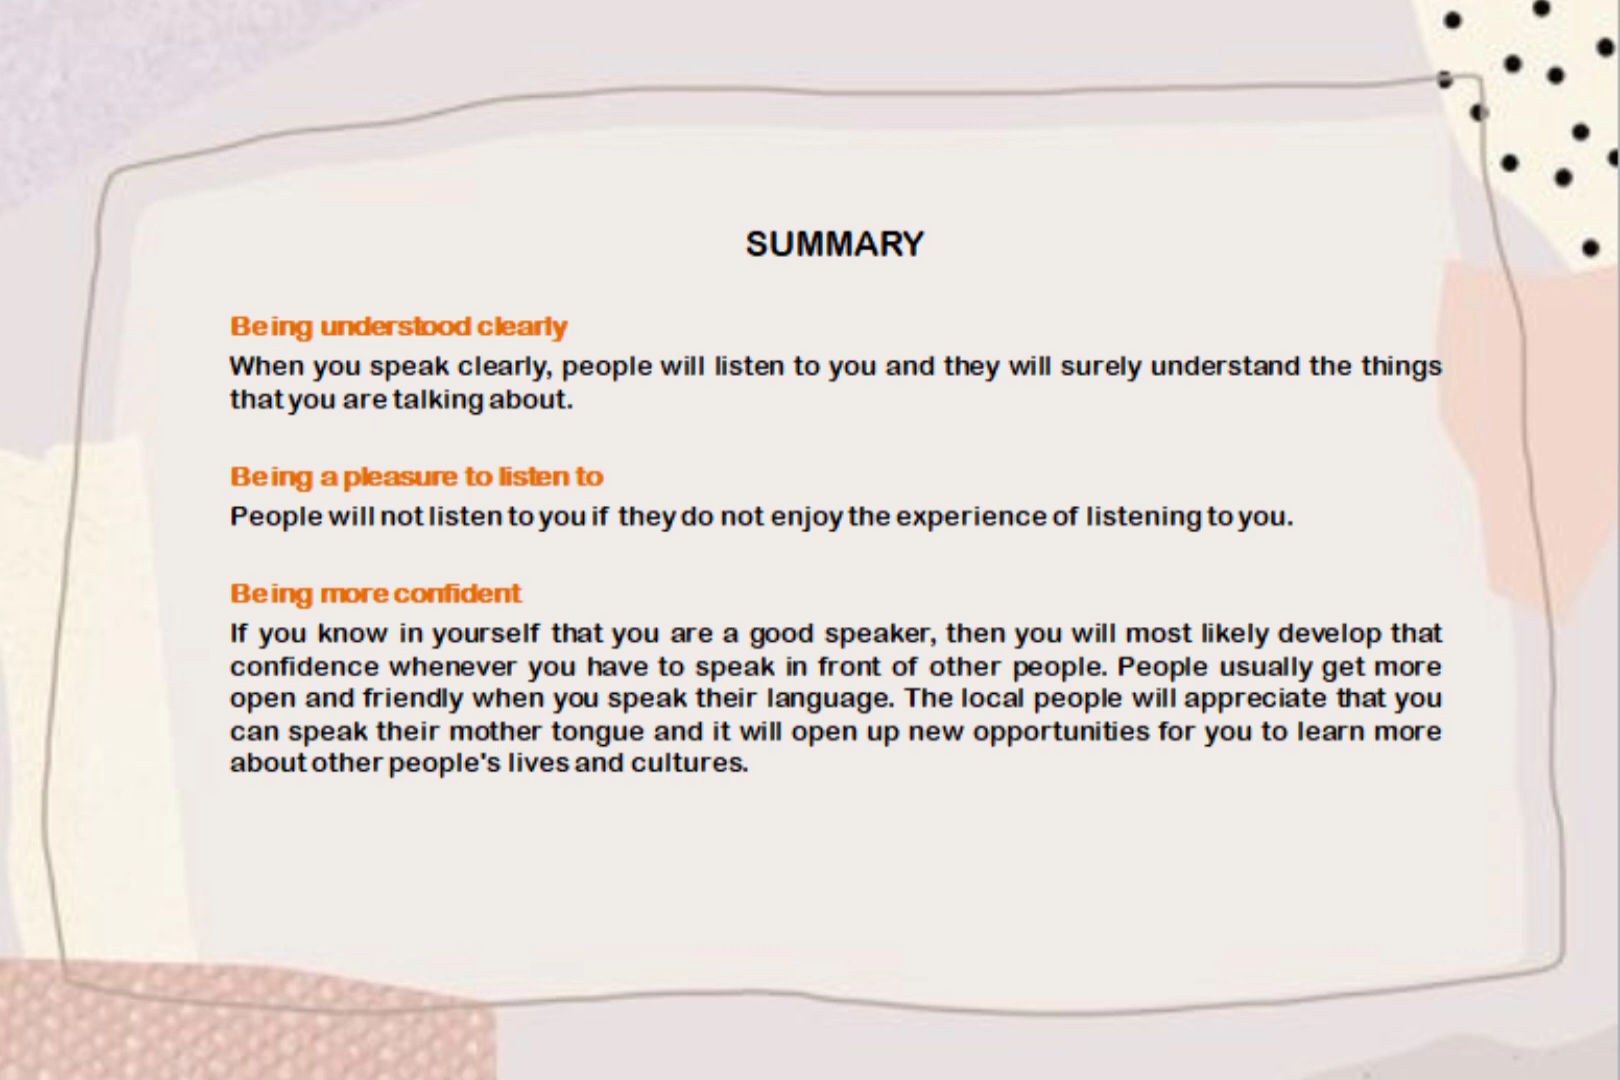 SUMMARY
Being understood clearly
When you speak clearly, people will listen to you and they will surely understand the things
that you are talking about.
Being a pleasure to listen to
People will not listen to you if they do not enjoy the experience of listening to you.
Being more confident
If you know in yourself that you are a good speaker, then you will most likely develop that
confidence whenever you have to speak in front of other people. People usually get more
open and friendly when you speak their language. The local people will appreciate that you
can speak their mother tongue and it will open up new opportunities for you to learn more
about other people's lives and cultures.